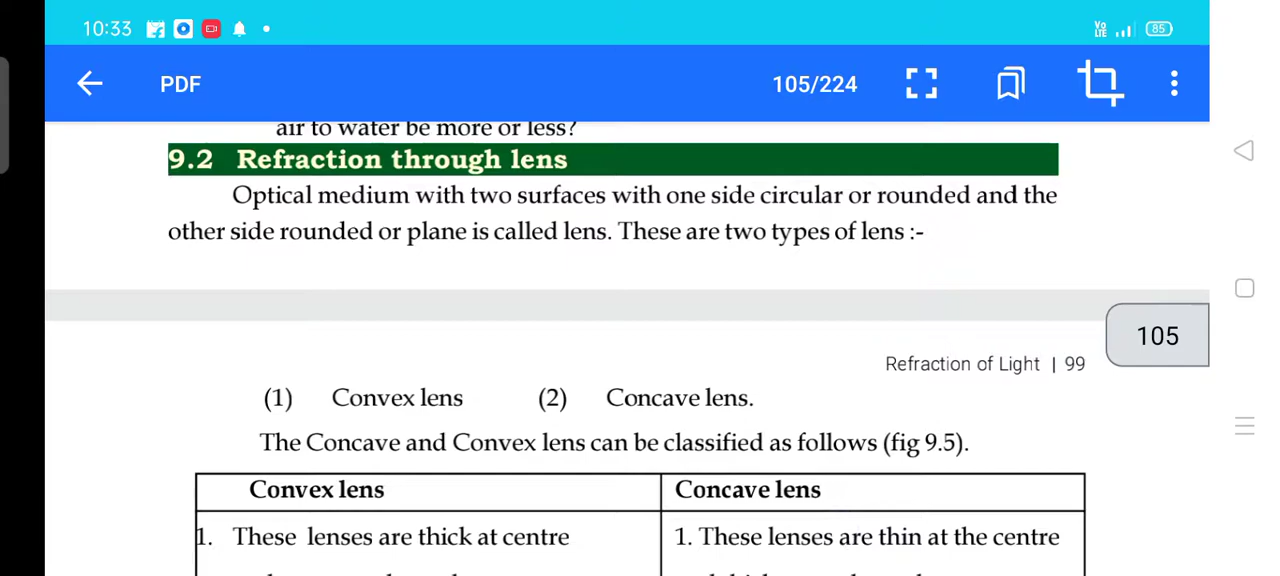 10:33
Vo LTE 85
PDF 105/224
air to water be more or less?
9.2 Refraction through lens
Optical medium with two surfaces with one side circular or rounded and the
other side rounded or plane is called lens. These are two types of lens :-
105
Refraction of Light | 99
(1) Convex lens (2) Concave lens.
The Concave and Convex lens can be classified as follows (fig 9.5).
Convex lens Concave lens
1. These lenses are thick at centre 1. These lenses are thin at the centre